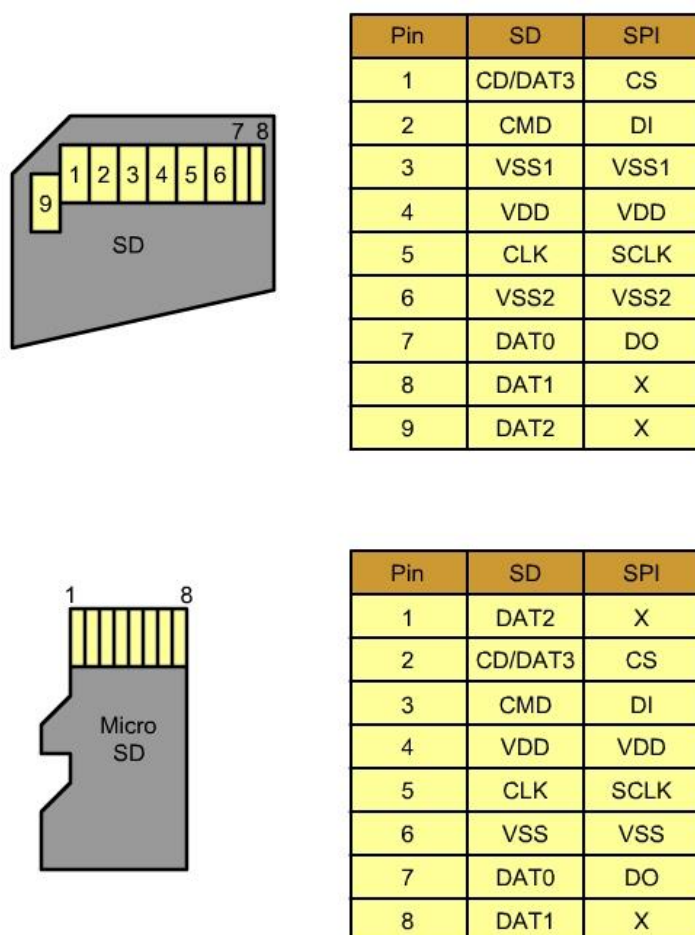 7 8
1 2 3 4 5 6
9
SD
Pin SD SPI
1 CD/DAT3 CS
2 CMD DI
3 VSS1 VSS1
4 VDD VDD
5 CLK SCLK
6 VSS2 VSS2
7 DAT0 DO
8 DAT1 X
9 DAT2 X
1 8
Micro
SD
Pin SD SPI
1 DAT2 X
2 CD/DAT3 CS
3 CMD DI
4 VDD VDD
5 CLK SCLK
6 VSS VSS
7 DAT0 DO
8 DAT1 X